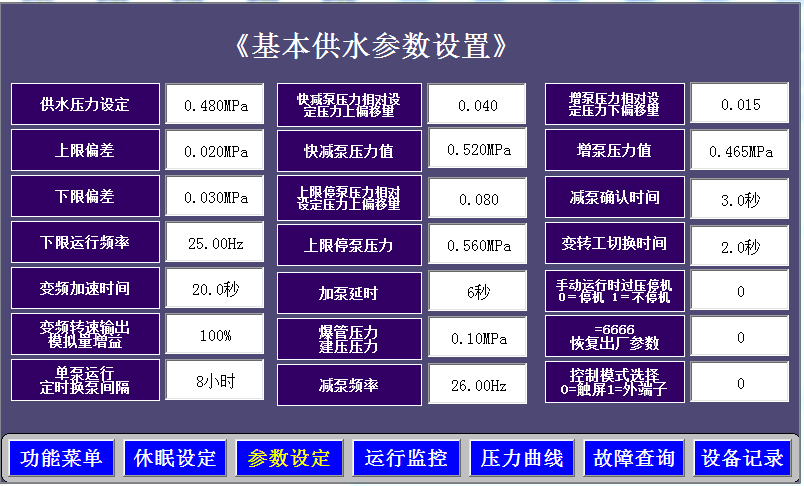 《基本供水参数设置》
供水压力设定
0.480MPa
快减泵压力相对设
定压力上偏移量
0.040
增泵压力相对设
定压力下偏移量
0.015
上限偏差
0.020MPa
快减泵压力值
0.520MPa
增泵压力值
0.465MPa
下限偏差
0.030MPa
上限停泵压力相对
设定压力上偏移量
0.080
减泵确认时间
3.0秒
下限运行频率
25.00Hz
上限停泵压力
0.560MPa
变转工切换时间
2.0秒
变频加速时间
20.0秒
加泵延时
6秒
手动运行时过压停机
0=停机 1=不停机
0
变频转速输出
模拟量增益
100%
爆管压力
建压压力
0.10MPa
=6666
恢复出厂参数
0
单泵运行
定时换泵间隔
8小时
减泵频率
26.00Hz
控制模式选择
0=触屏1=外端子
0
功能菜单
休眠设定
参数设定
运行监控
压力曲线
故障查询
设备记录